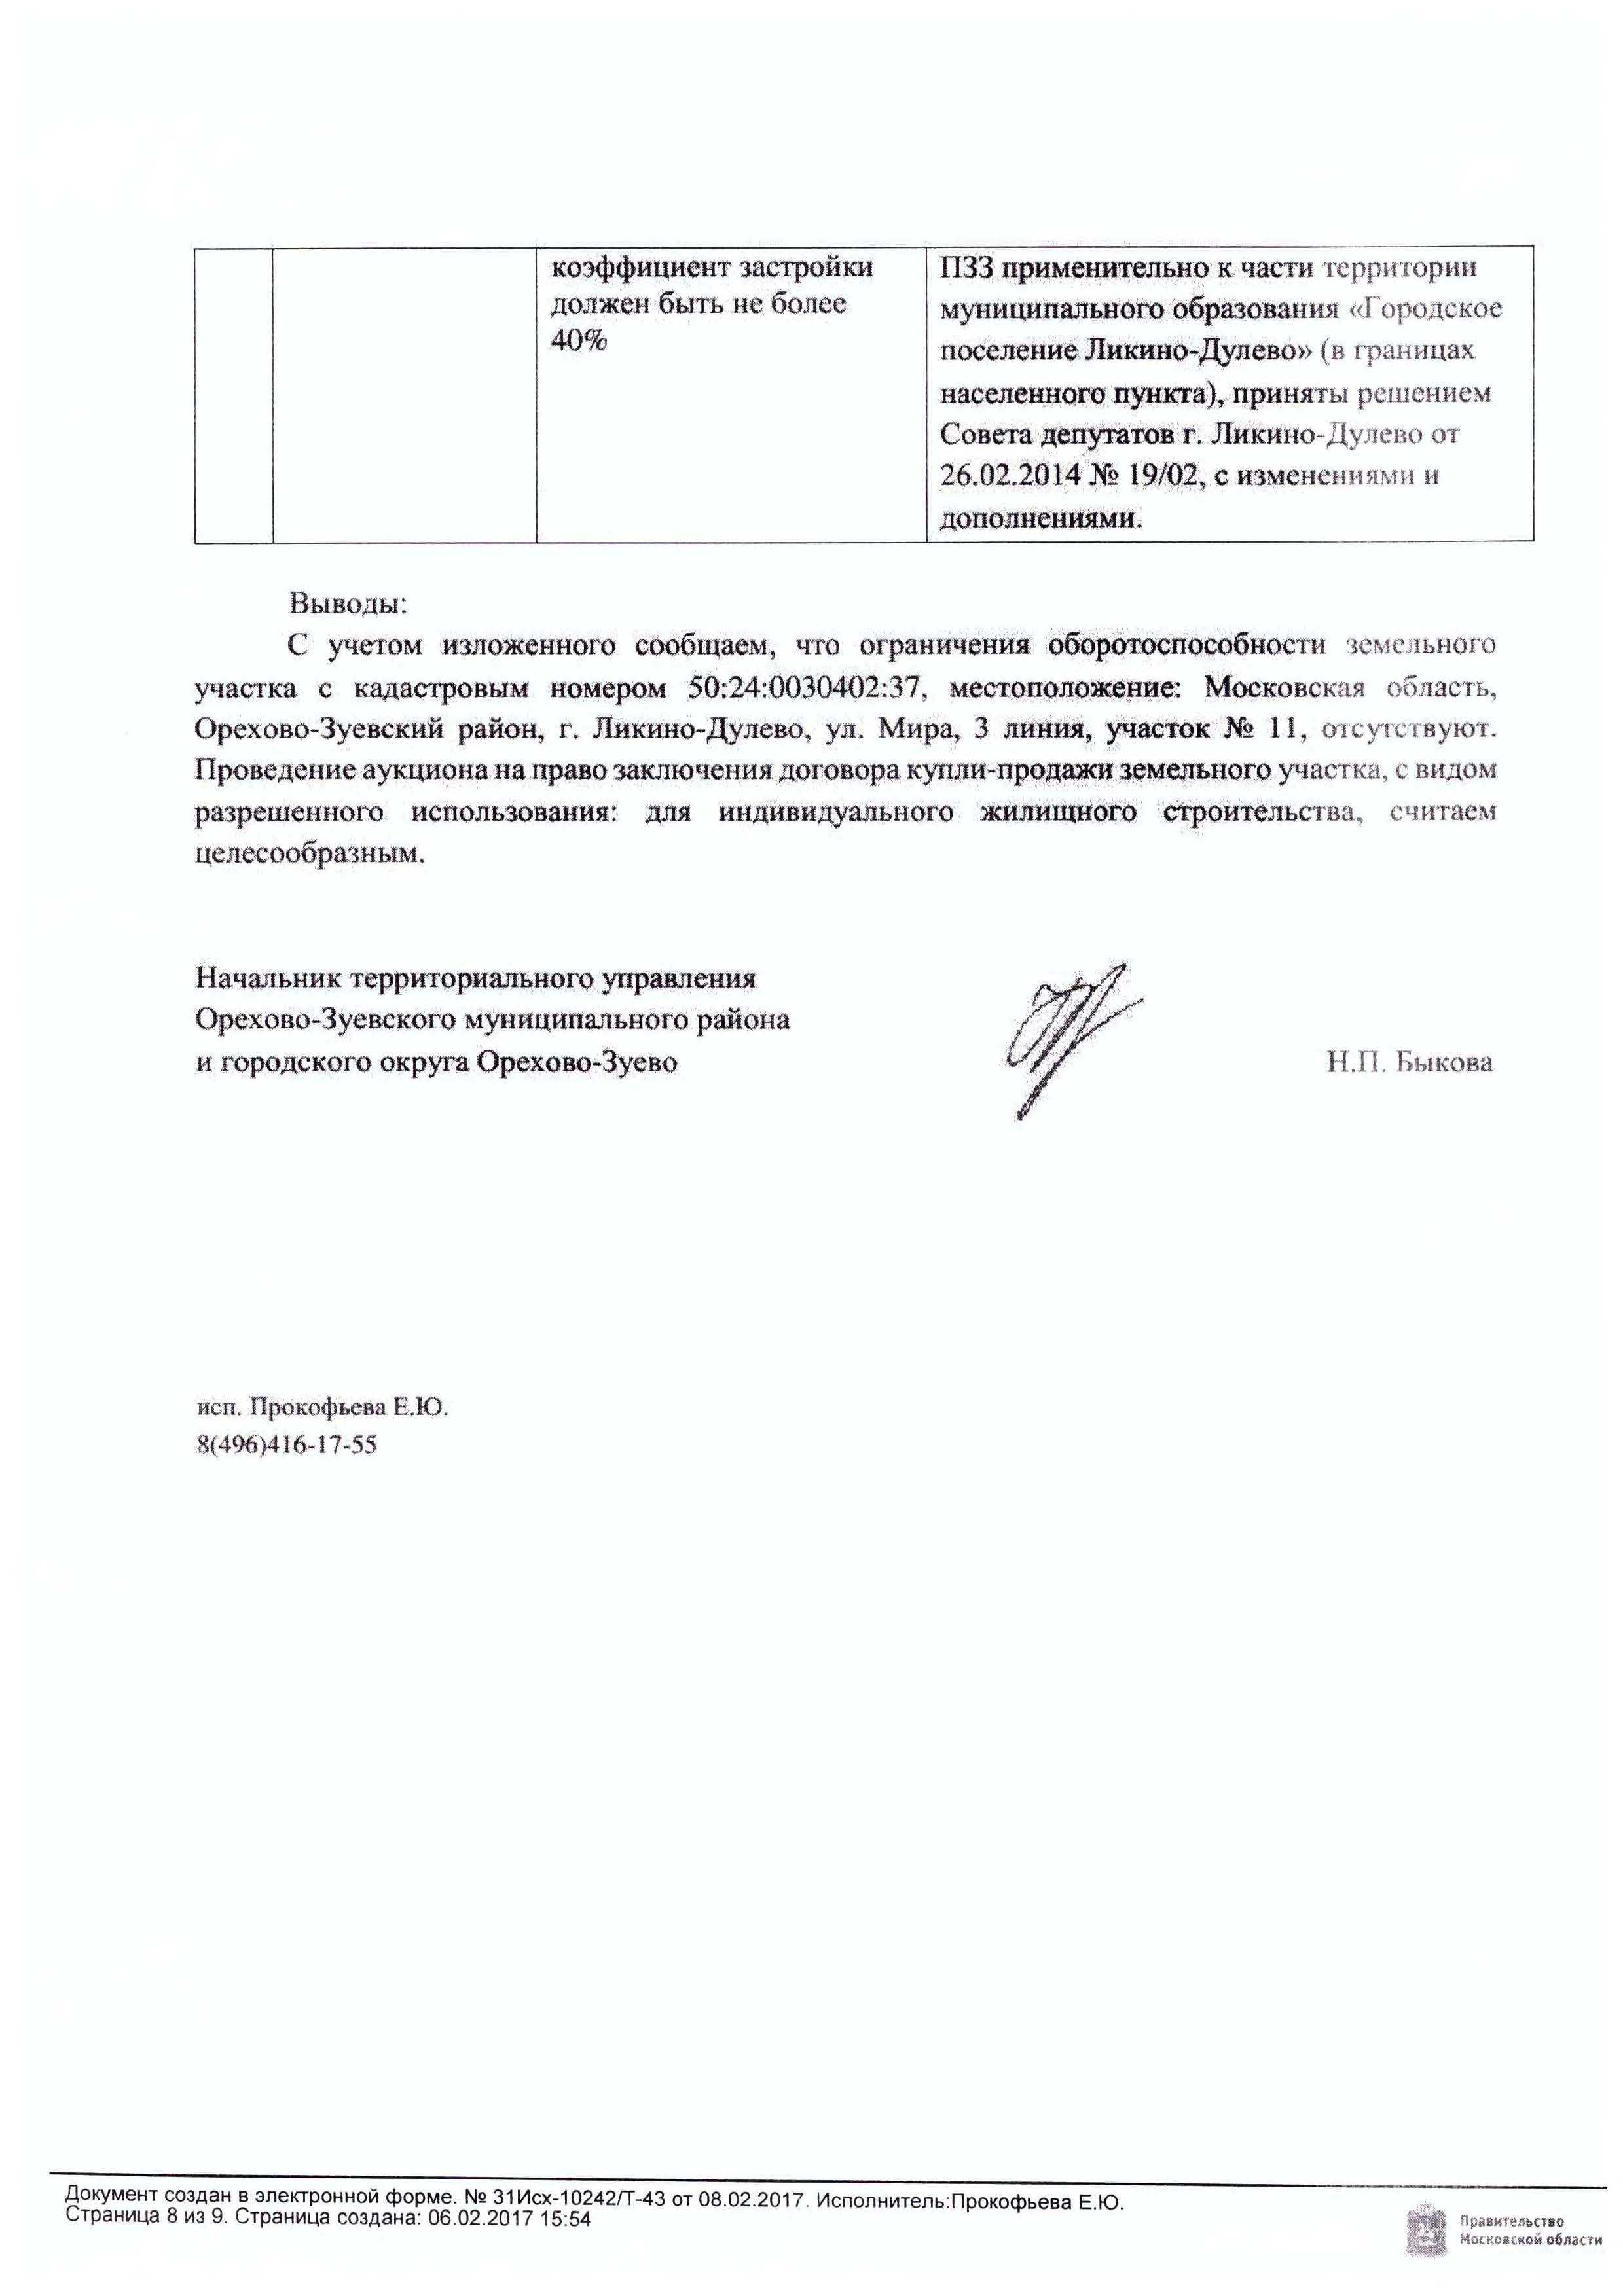 коэффициент застройки
должен быть не более
40%
ПЗЗ применительно к части территории
муниципального образования «Городское
поселение Ликино-Дулево» (в границах
населенного пункта), приняты решением
Совета депутатов г. Ликино-Дулево от
26.02.2014 № 19/02, с изменениями и
дополнениями.
Выводы:
С учетом изложенного сообщаем, что ограничения оборотоспособности земельного
участка с кадастровым номером 50:24:0030402:37, местоположение: Московская область,
Орехово-Зуевский район, г. Ликино-Дулево, ул. Мира, 3 линия, участок № 11, отсутствуют.
Проведение аукциона на право заключения договора купли-продажи земельного участка, с видом
разрешенного использования: для индивидуального жилищного строительства, считаем
целесообразным.
Начальник территориального управления
Орехово-Зуевского муниципального района
и городского округа Орехово-Зуево
Н.П. Быкова
исп. Прокофьева Е.Ю.
8(496)416-17-55
Документ создан в электронной форме. № 31Исх-10242/Т-43 от 08.02.2017. Исполнитель:Прокофьева Е.Ю.
Страница 8 из 9. Страница создана: 06.02.2017 15:54
Правительство
Московской области